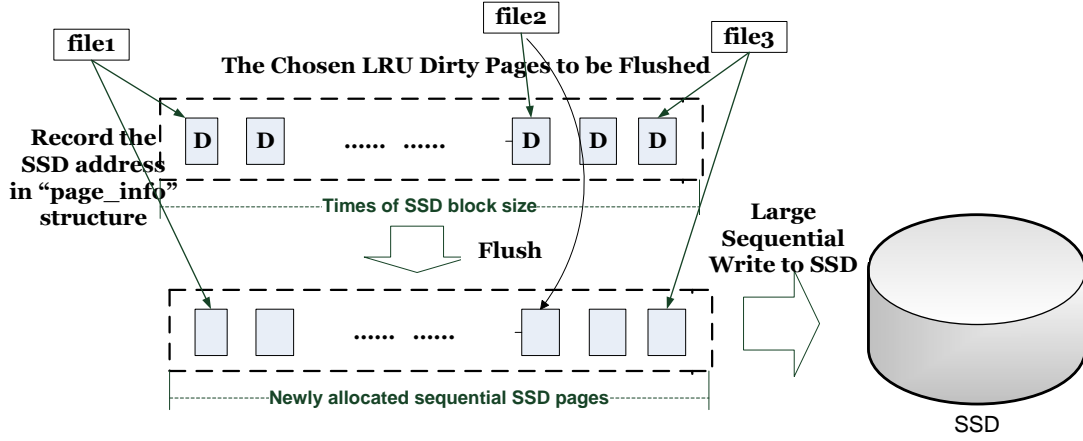 file1
file2
file3
The Chosen LRU Dirty Pages to be Flushed
D D ...... ...... D D D
Record the
SSD address
in “page_info”
structure
Times of SSD block size
Flush
Large
Sequential
Write to SSD
...... ......
Newly allocated sequential SSD pages
SSD